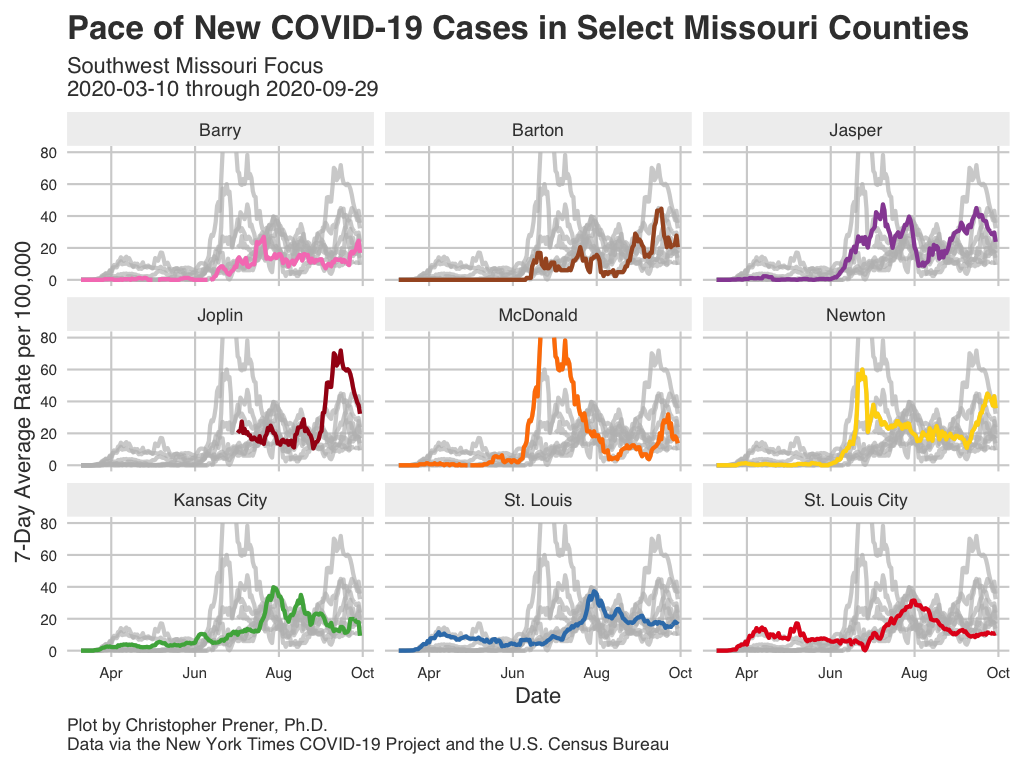 Pace of New COVID-19 Cases in Select Missouri Counties
Southwest Missouri Focus
2020-03-10 through 2020-09-29
Barry
Barton
Jasper
80
60
40
20
0
Joplin
McDonald
Newton
80
60
40
20
0
Kansas City
St. Louis
St. Louis City
80
60
40
20
0
7-Day Average Rate per 100,000
Apr Jun Aug Oct
Apr Jun Aug Oct
Apr Jun Aug Oct
Date
Plot by Christopher Prener, Ph.D.
Data via the New York Times COVID-19 Project and the U.S. Census Bureau